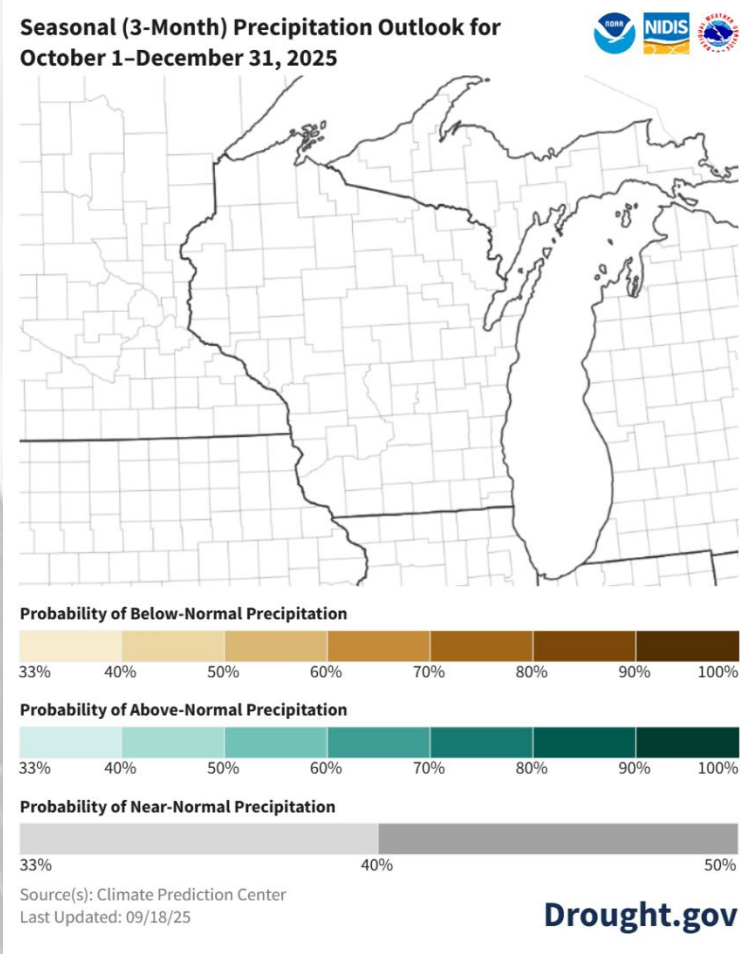 Seasonal (3-Month) Precipitation Outlook for
October 1–December 31, 2025
NOAA
NIDIS
Probability of Below-Normal Precipitation
33% 40% 50% 60% 70% 80% 90% 100%
Probability of Above-Normal Precipitation
33% 40% 50% 60% 70% 80% 90% 100%
Probability of Near-Normal Precipitation
33% 40% 50%
Source(s): Climate Prediction Center
Last Updated: 09/18/25
Drought.gov